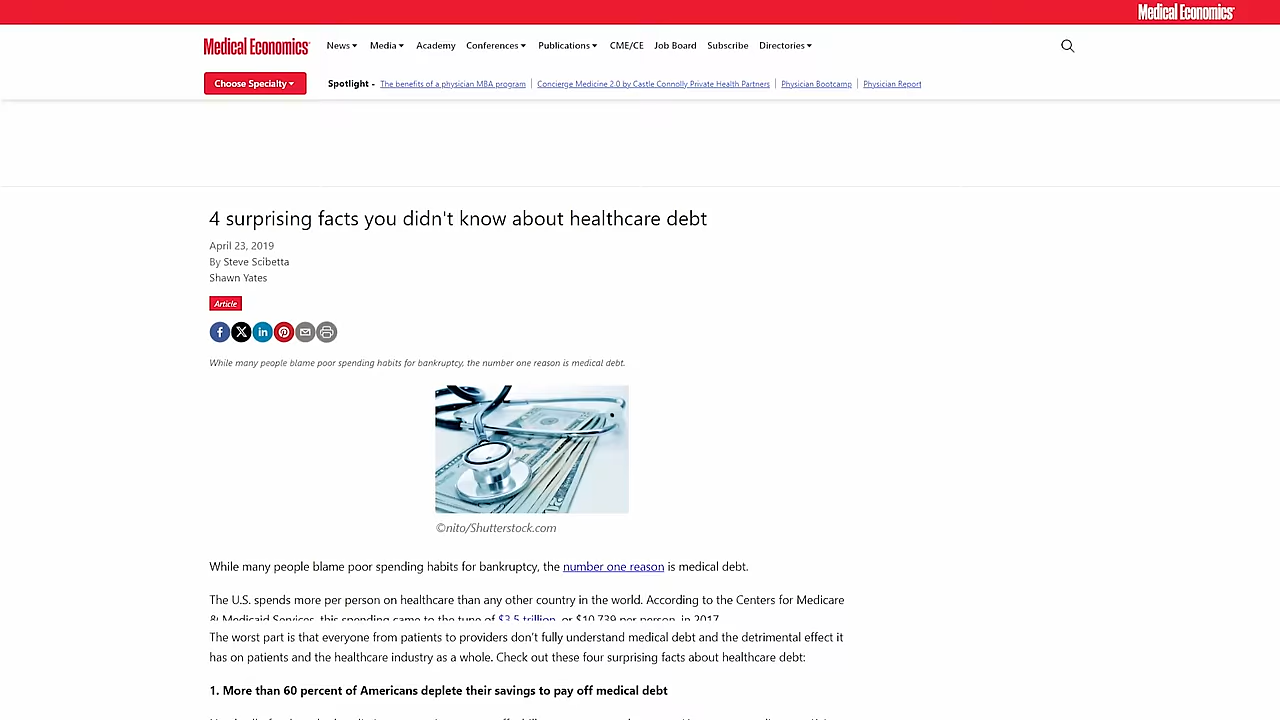 Medical Economics
Medical Economics News Media Academy Conferences Publications CME/CE Job Board Subscribe Directories
Choose Specialty Spotlight - The benefits of a physician MBA program | Concierge Medicine 2.0 by Castle Connolly Private Health Partners | Physician Bootcamp | Physician Report
4 surprising facts you didn't know about healthcare debt
April 23, 2019
By Steve Scibetta
Shawn Yates
Article
While many people blame poor spending habits for bankruptcy, the number one reason is medical debt.
©nito/Shutterstock.com
While many people blame poor spending habits for bankruptcy, the number one reason is medical debt.
The U.S. spends more per person on healthcare than any other country in the world. According to the Centers for Medicare
& Medicaid Services, this spending came to the tune of $3.5 trillion, or $10,739 per person, in 2017.
The worst part is that everyone from patients to providers don't fully understand medical debt and the detrimental effect it
has on patients and the healthcare industry as a whole. Check out these four surprising facts about healthcare debt:
1. More than 60 percent of Americans deplete their savings to pay off medical debt